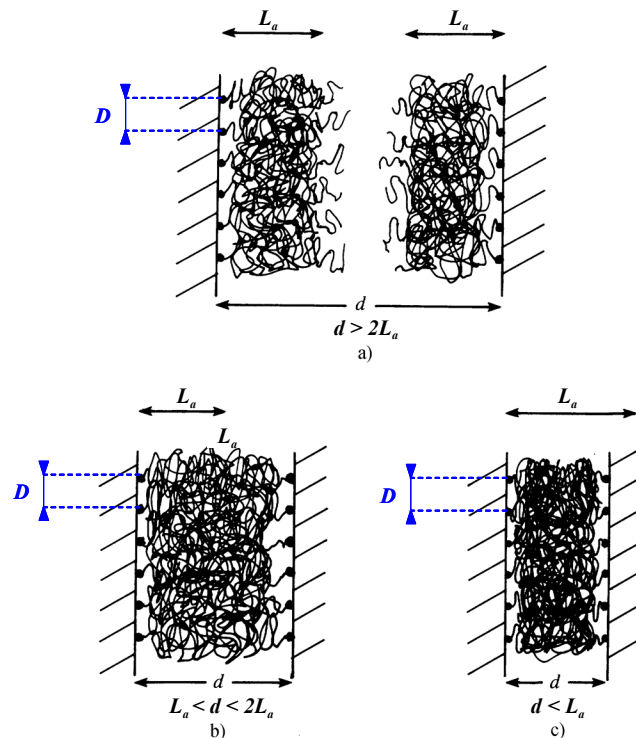 Lₐ Lₐ
D
d
d > 2Lₐ
a)
Lₐ Lₐ
Lₐ
D D
d d
Lₐ < d < 2Lₐ d < Lₐ
b) c)